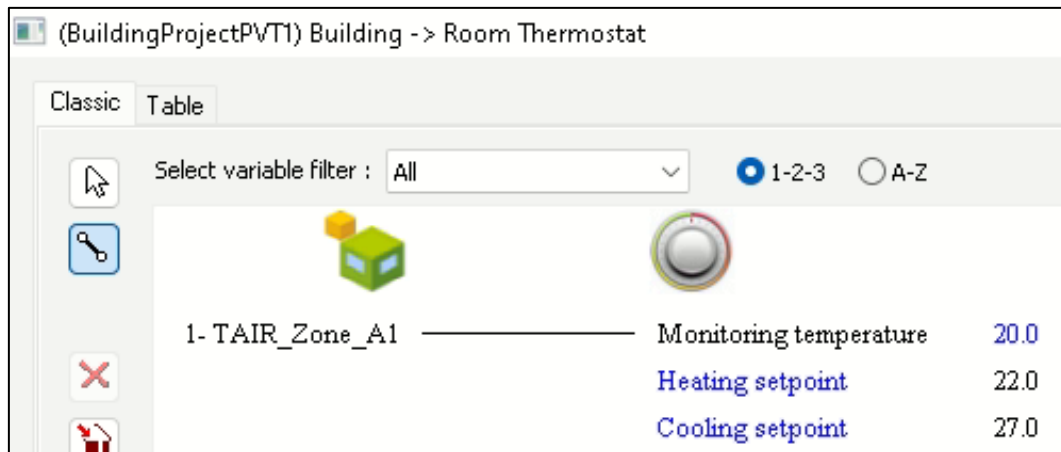 (BuildingProjectPVT1) Building -> Room Thermostat
Classic Table
Select variable filter : All 1-2-3 A-Z
1- TAIR_Zone_A1 Monitoring temperature 20.0
Heating setpoint 22.0
Cooling setpoint 27.0